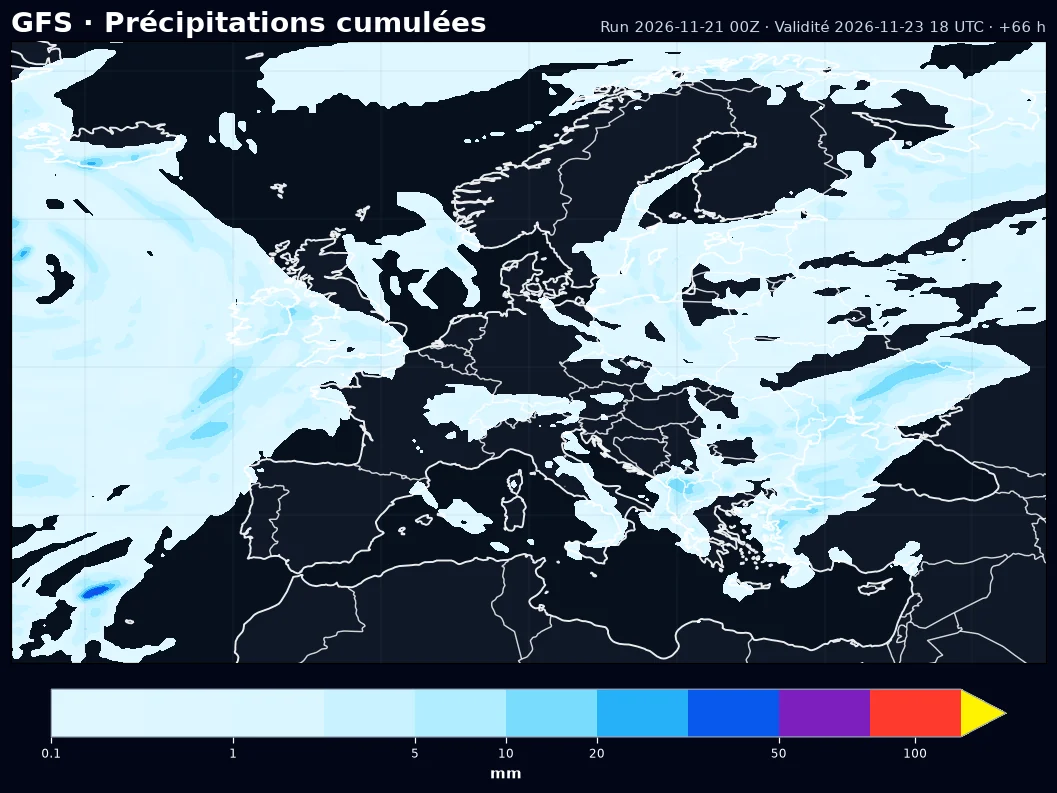 GFS · Précipitations cumulées
Run 2026-11-21 00Z · Validité 2026-11-23 18 UTC · +66 h
0.1 1 5 10 20 50 100
mm